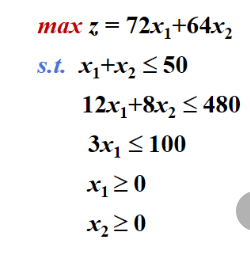 max z = 72x₁+64x₂
s.t. x₁+x₂ ≤ 50
12x₁+8x₂ ≤ 480
3x₁ ≤ 100
x₁ ≥ 0
x₂ ≥ 0